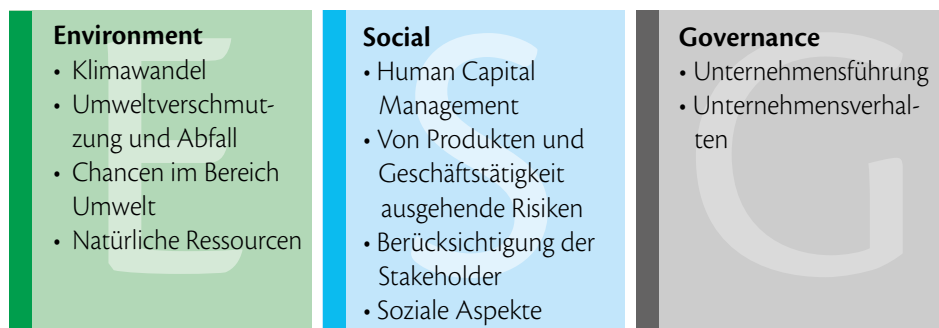 Environment
• Klimawandel
• Umweltverschmut-
zung und Abfall
• Chancen im Bereich
Umwelt
• Natürliche Ressourcen
E
Social
• Human Capital
Management
• Von Produkten und
Geschäftstätigkeit
ausgehende Risiken
• Berücksichtigung der
Stakeholder
• Soziale Aspekte
S
Governance
• Unternehmensführung
• Unternehmensverhal-
ten
G